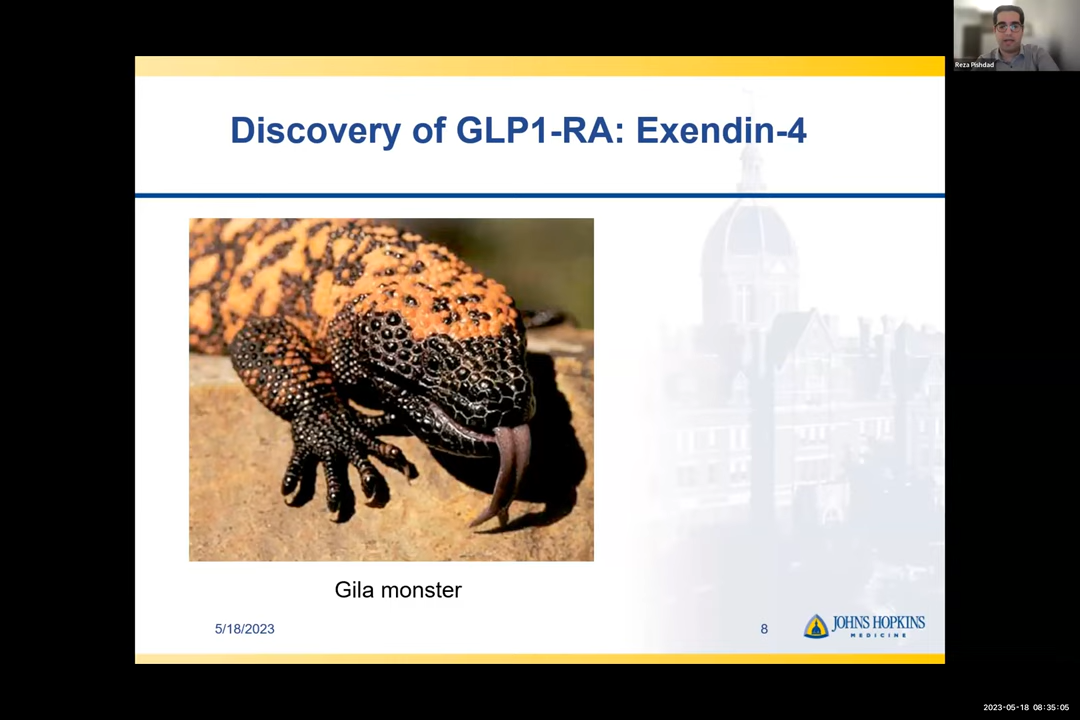 Reza Pishdad
Discovery of GLP1-RA: Exendin-4
Gila monster
5/18/2023
8
JOHNS HOPKINS
MEDICINE
2023-05-18 08:35:05